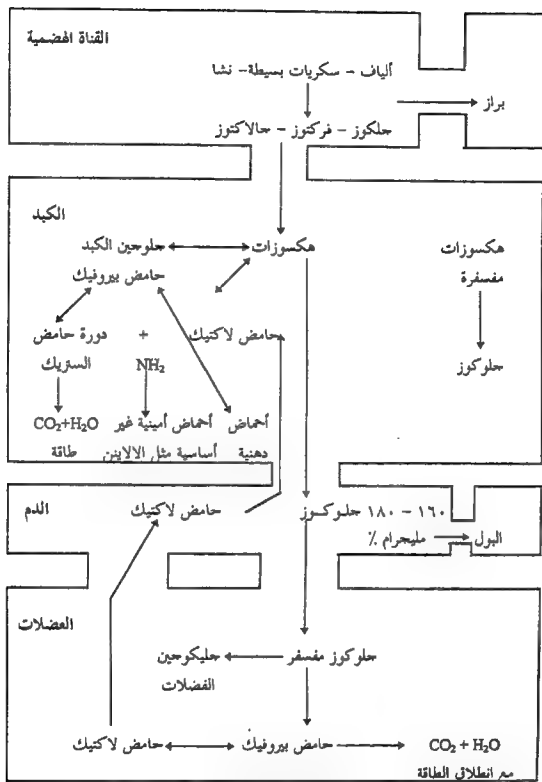 القناة الهضمية
ألياف - سكريات بسيطة - نشا
براز
جلكوز - فركتوز - جالاكتوز
الكبد
هكسوزات
جلوجين الكبد
هكسوزات
مفسفرة
حامض بيروفيك
حامض لاكتيك
+
دورة حامض
الستريك
NH₂
جلوكوز
أحماض
دهنية
أحماض أمينية غير
أساسية مثل الالاينن
CO₂+H₂O
طاقة
الدم
حامض لاكتيك
١٦٠ - ١٨٠ جلوكوز
مليجرام ٪
البول
العضلات
جلوكوز مفسفر
جليكوجين
الفضلات
حامض لاكتيك
حامض بيروفيك
CO₂ + H₂O
مع انطلاق الطاقة